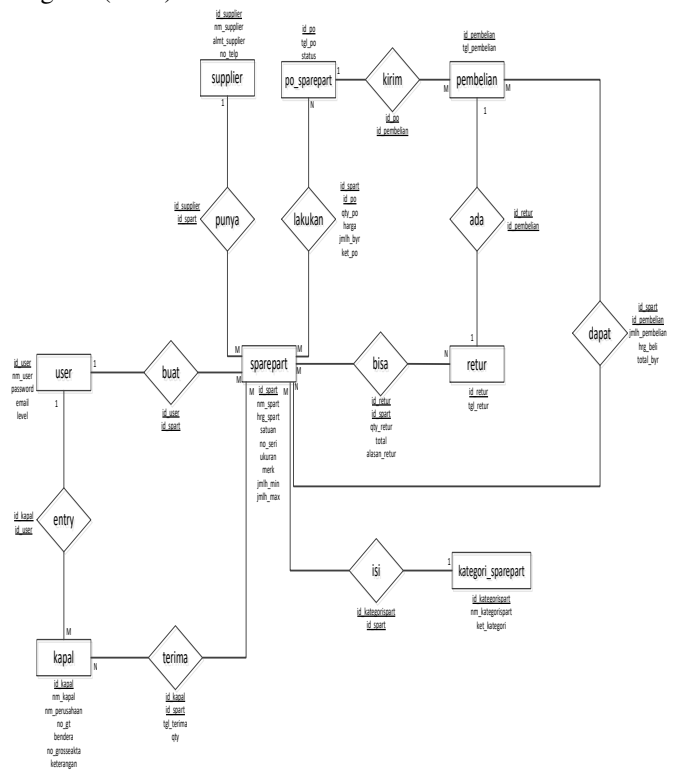 id_supplier
nm_supplier
almt_supplier
no_telp
supplier
id_po
tgl_po
status
po_sparepart
kirim
id_po
id_pembelian
id_pembelian
tgl_pembelian
pembelian
1
1
N
M
M
1
M
id_supplier
id_spart
punya
lakukan
id_spart
id_po
qty_po
harga
jmlh_byr
ket_po
ada
id_retur
id_pembelian
dapat
id_spart
id_pembelian
jmlh_pembelian
hrg_beli
total_byr
id_user
nm_user
password
email
level
user
1
1
buat
id_user
id_spart
M
M
M
M
M
N
sparepart
id_spart
nm_spart
hrg_spart
satuan
no_seri
ukuran
merk
jmlh_min
jmlh_max
bisa
id_retur
id_spart
qty_retur
total
alasan_retur
N
1
retur
id_retur
tgl_retur
id_kapal
id_user
entry
M
N
kapal
id_kapal
nm_kapal
nm_perusahaan
no_gt
bendera
no_grosseakta
keterangan
terima
id_kapal
id_spart
tgl_terima
qty
isi
id_kategorispart
id_spart
1
kategori_sparepart
id_kategorispart
nm_kategorispart
ket_kategori